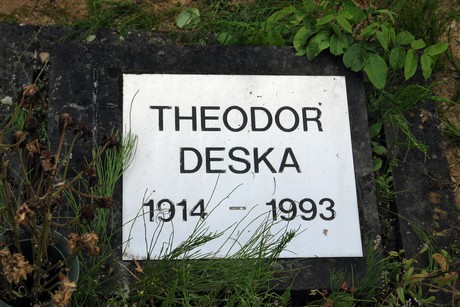 THEODOR
DESKA
1914 – 1993